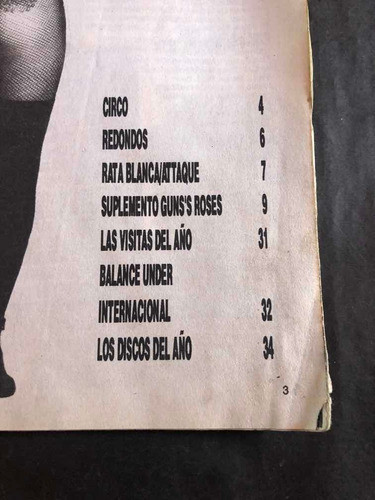 CIRCO 4
REDONDOS 6
RATA BLANCA/ATTAQUE 7
SUPLEMENTO GUNS'S ROSES 9
LAS VISITAS DEL AÑO 31
BALANCE UNDER
INTERNACIONAL 32
LOS DISCOS DEL AÑO 34
3